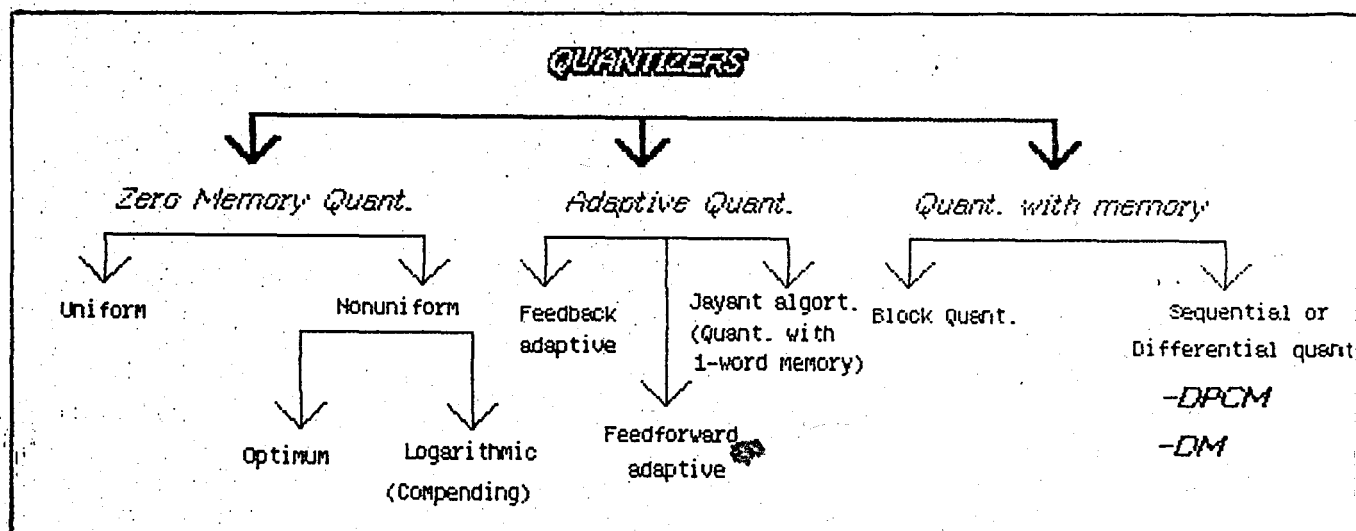 QUANTIZERS
Zero Memory Quant.
Adaptive Quant.
Quant. with memory
Uniform
Nonuniform
Optimum
Logarithmic
(Compending)
Feedback
adaptive
Feedforward
adaptive
Jayant algort.
(Quant. with
1-word memory)
Block Quant.
Sequential or
Differential quant
-DPCM
-DM